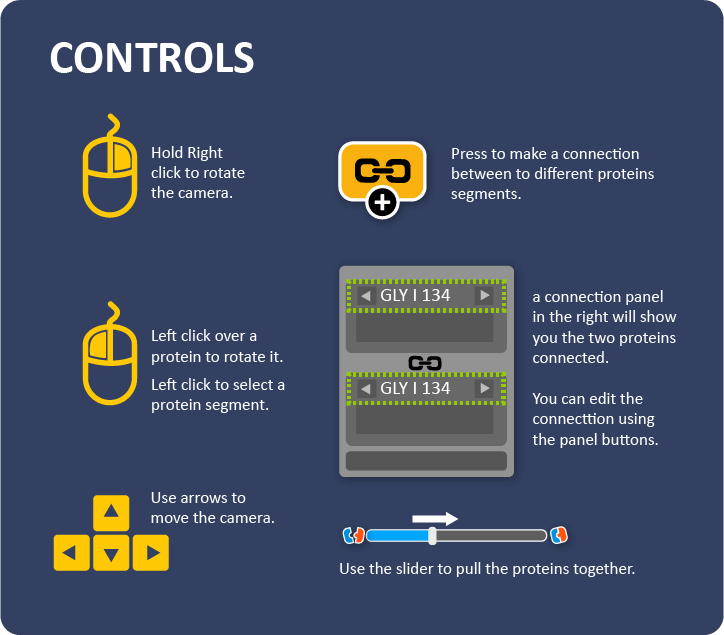 CONTROLS
Hold Right
click to rotate
the camera.
Press to make a connection
between to different proteins
segments.
Left click over a
protein to rotate it.
Left click to select a
protein segment.
GLY I 134
GLY I 134
a connection panel
in the right will show
you the two proteins
connected.
You can edit the
connection using
the panel buttons.
Use arrows to
move the camera.
Use the slider to pull the proteins together.